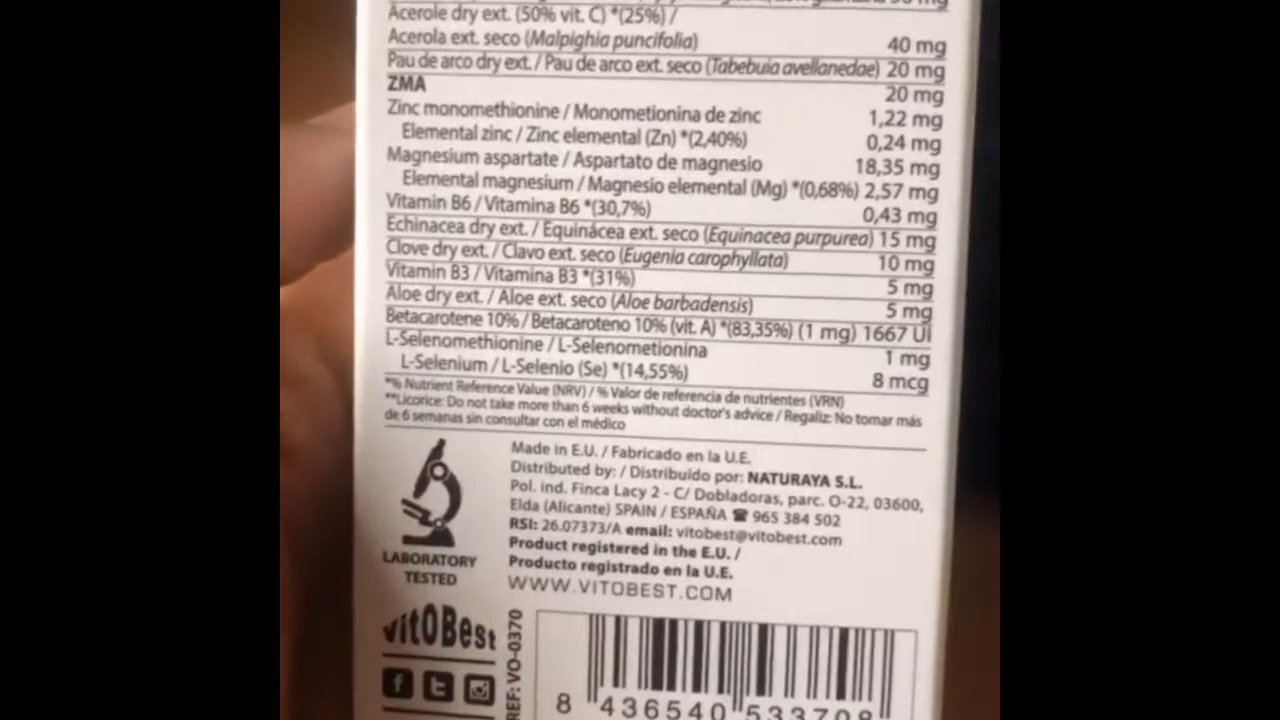 Acerole dry ext. (50% vit. C) *(25%) /
Acerola ext. seco (Malpighia puncifolia) 40 mg
Pau de arco dry ext. / Pau de arco ext. seco (Tabebuia avellanedae) 20 mg
ZMA 20 mg
Zinc monomethionine / Monometionina de zinc 1,22 mg
Elemental zinc / Zinc elemental (Zn) *(2,40%) 0,24 mg
Magnesium aspartate / Aspartato de magnesio 18,35 mg
Elemental magnesium / Magnesio elemental (Mg) *(0,68%) 2,57 mg
Vitamin B6 / Vitamina B6 *(30,7%) 0,43 mg
Echinacea dry ext. / Equinácea ext. seco (Equinacea purpurea) 15 mg
Clove dry ext. / Clavo ext. seco (Eugenia carophyllata) 10 mg
Vitamin B3 / Vitamina B3 *(31%) 5 mg
Aloe dry ext. / Aloe ext. seco (Aloe barbadensis) 5 mg
Betacarotene 10% / Betacaroteno 10% (vit. A) *(83,35%) (1 mg) 1667 UI
L-Selenomethionine / L-Selenometionina 1 mg
L-Selenium / L-Selenio (Se) *(14,55%) 8 mcg
*% Nutrient Reference Value (NRV) / % Valor de referencia de nutrientes (VRN)
**Licorice: Do not take more than 6 weeks without doctor's advice / Regaliz: No tomar más
de 6 semanas sin consultar con el médico
Made in E.U. / Fabricado en la U.E.
Distributed by: / Distribuido por: NATURAYA S.L.
Pol. ind. Finca Lacy 2 - C/ Dobladoras, parc. O-22, 03600,
Elda (Alicante) SPAIN / ESPAÑA ☎ 965 384 502
RSI: 26.07373/A email: vitobest@vitobest.com
Product registered in the E.U. /
Producto registrado en la U.E.
WWW.VITOBEST.COM
LABORATORY
TESTED
vitOBest
REF: VO-0370
8 436540 533708